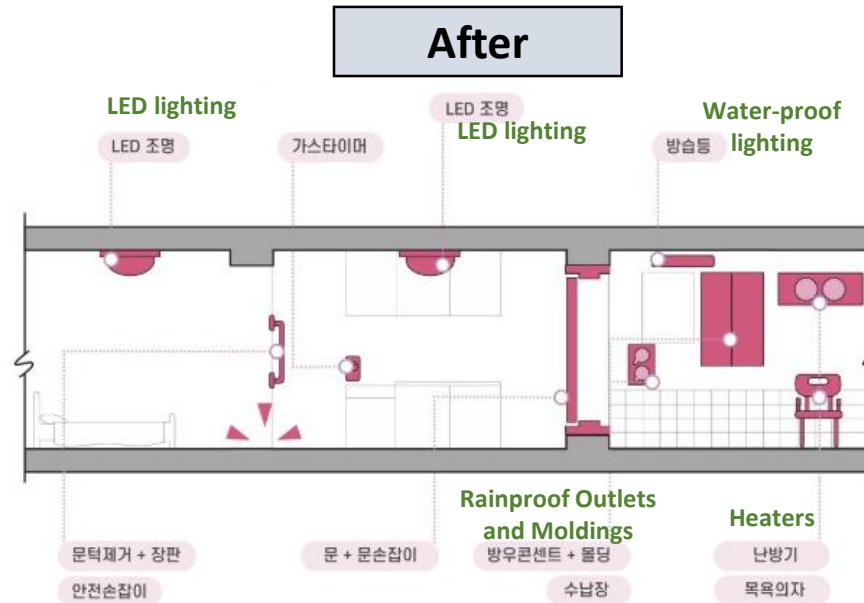 After
LED lighting
LED 조명
가스타이머
LED 조명
LED lighting
Water-proof
lighting
방습등
Rainproof Outlets
and Moldings
Heaters
문턱제거 + 장판
문 + 문손잡이
방우콘센트 + 몰딩
난방기
안전손잡이
수납장
목욕의자